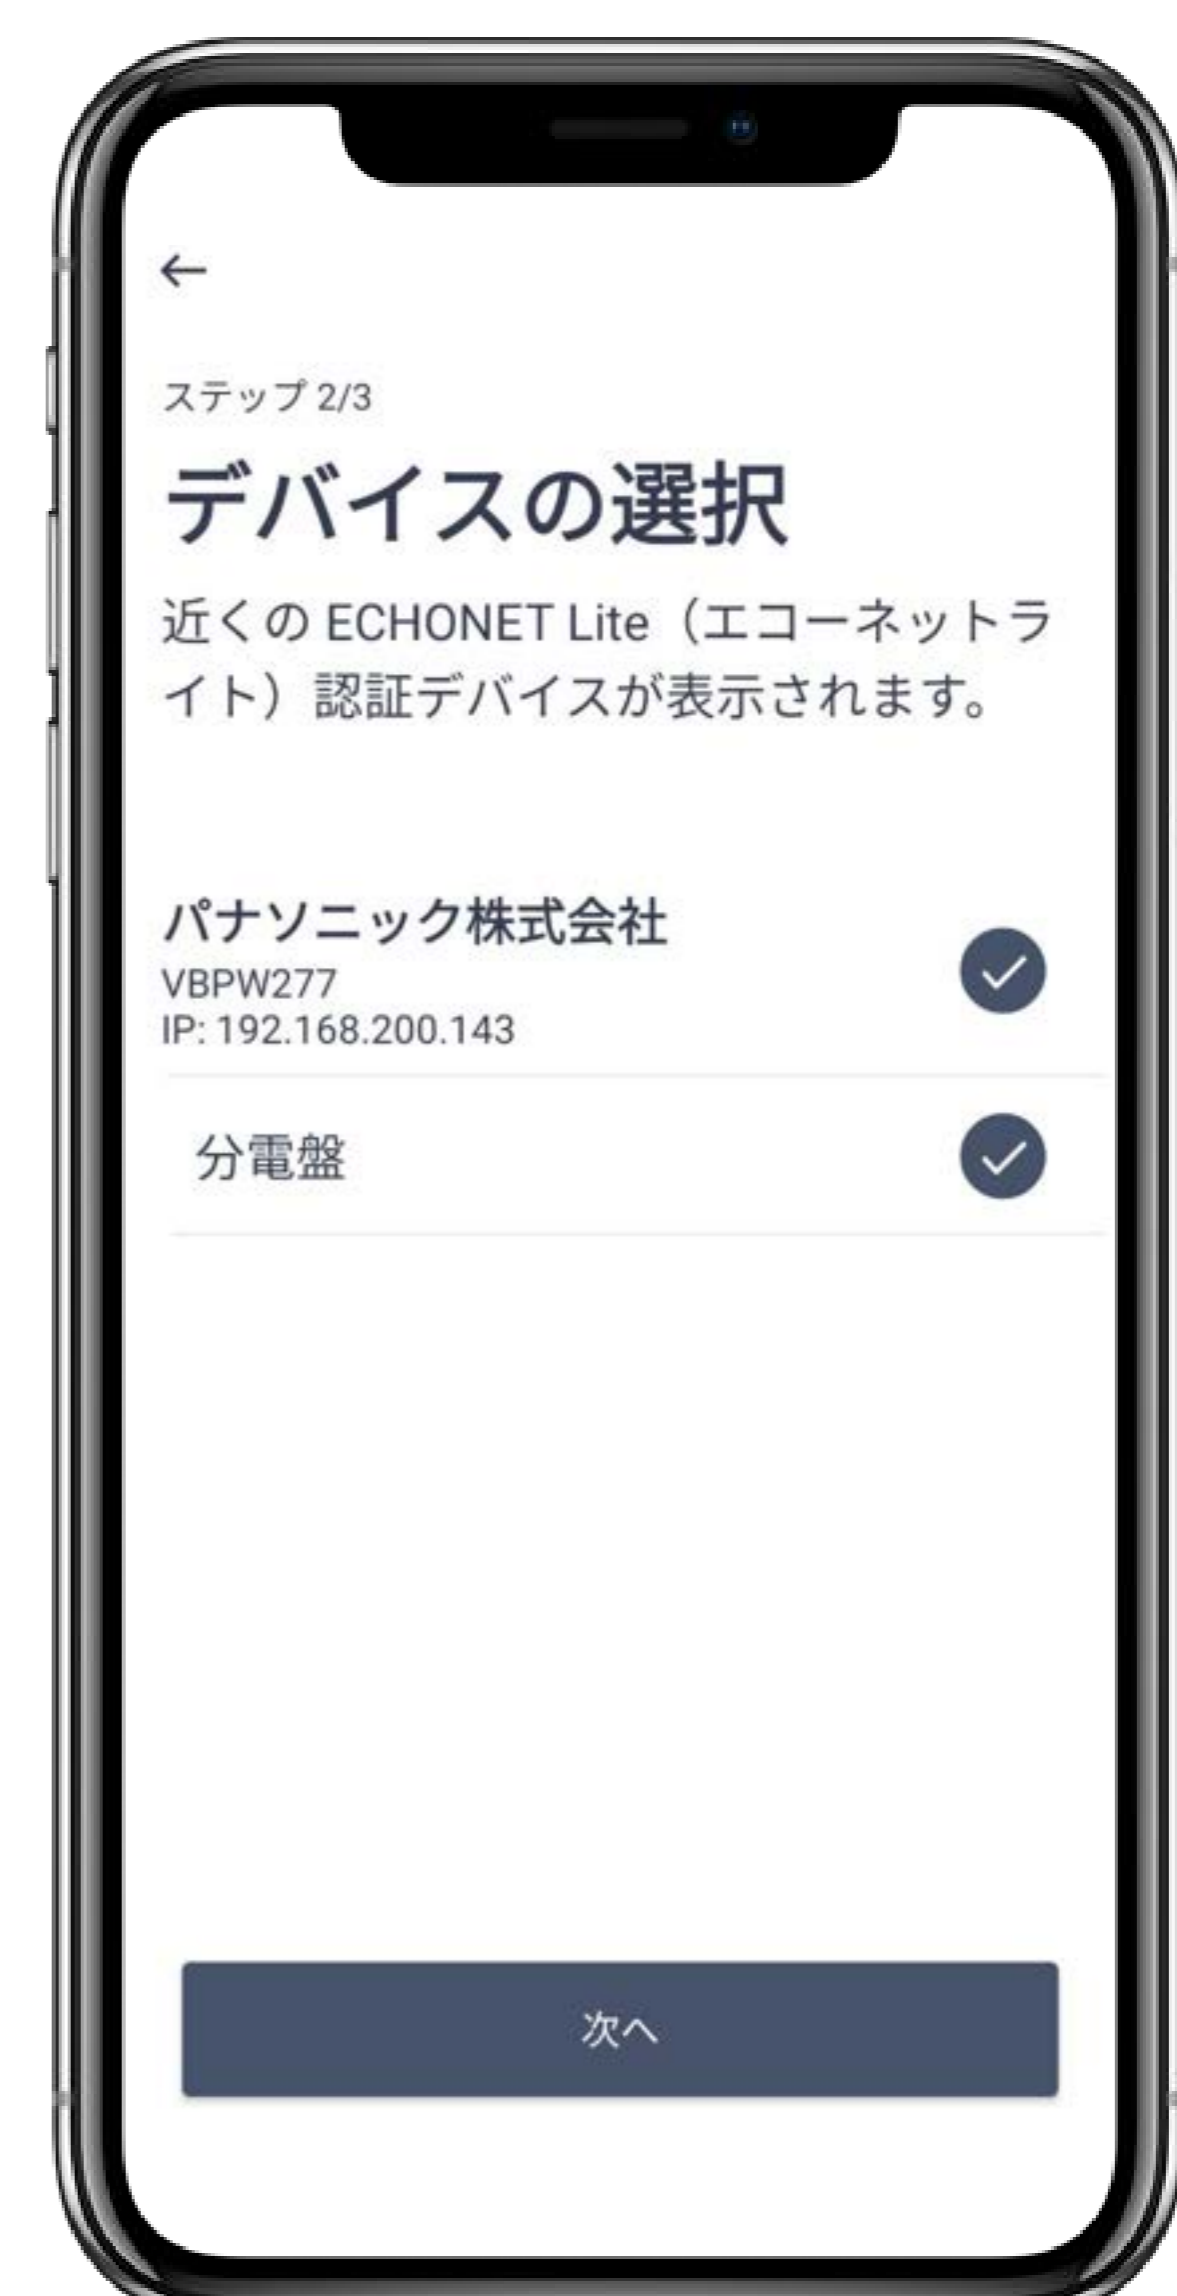 ステップ 2/3
デバイスの選択
近くの ECHONET Lite（エコーネットラ
イト）認証デバイスが表示されます。
パナソニック株式会社
VBPW277
IP: 192.168.200.143
分電盤
次へ